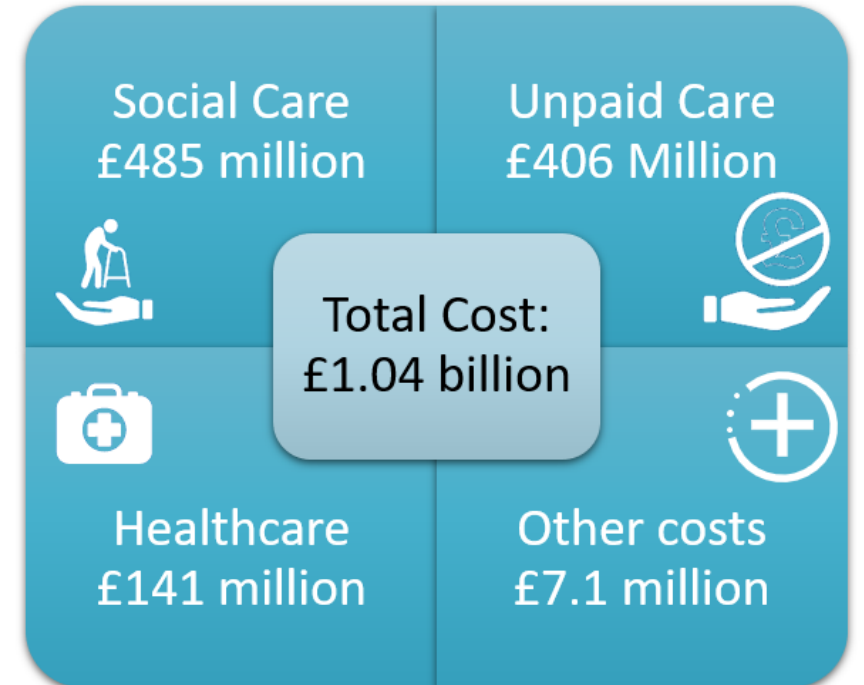 Social Care
£485 million
Unpaid Care
£406 Million
£
Total Cost:
£1.04 billion
Healthcare
£141 million
Other costs
£7.1 million